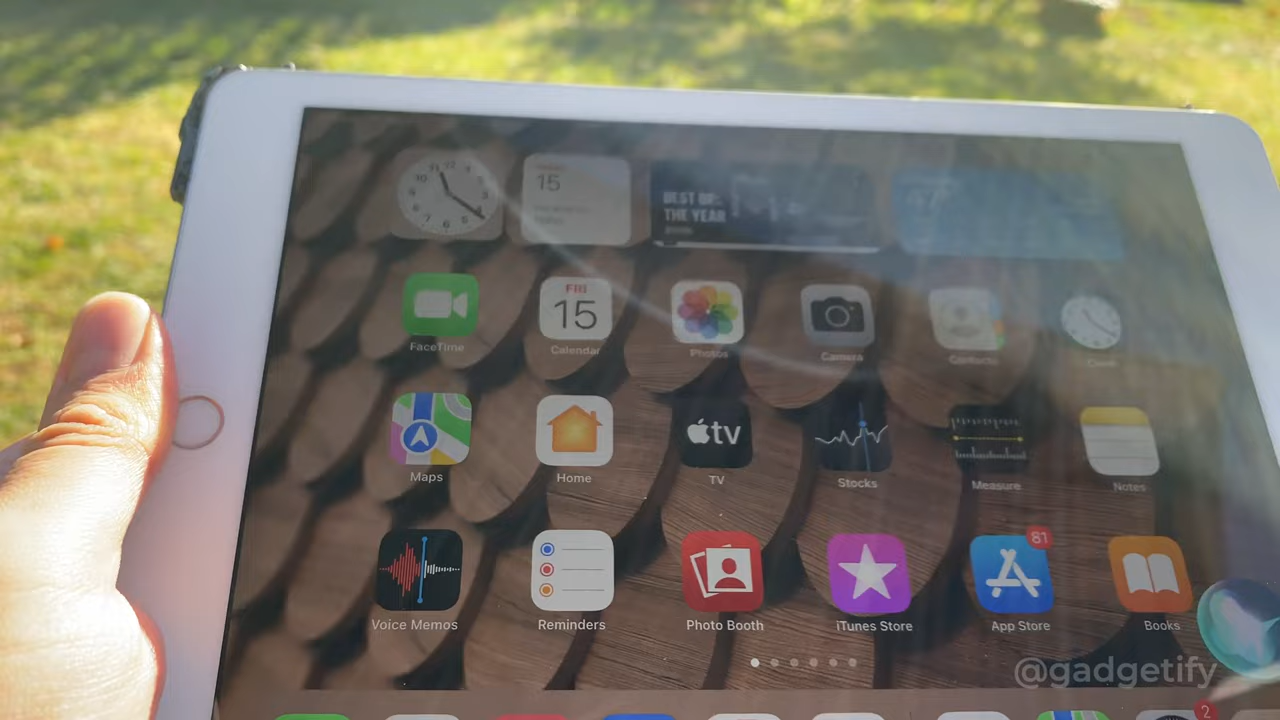 15
BEST
THE YEAR
FRI
15
FaceTime
Calendar
Photos
Camera
Contacts
Clock
tv
Maps
Home
TV
Stocks
Measure
Notes
81
Voice Memos
Reminders
Photo Booth
iTunes Store
App Store
Books
@gadgetify
2